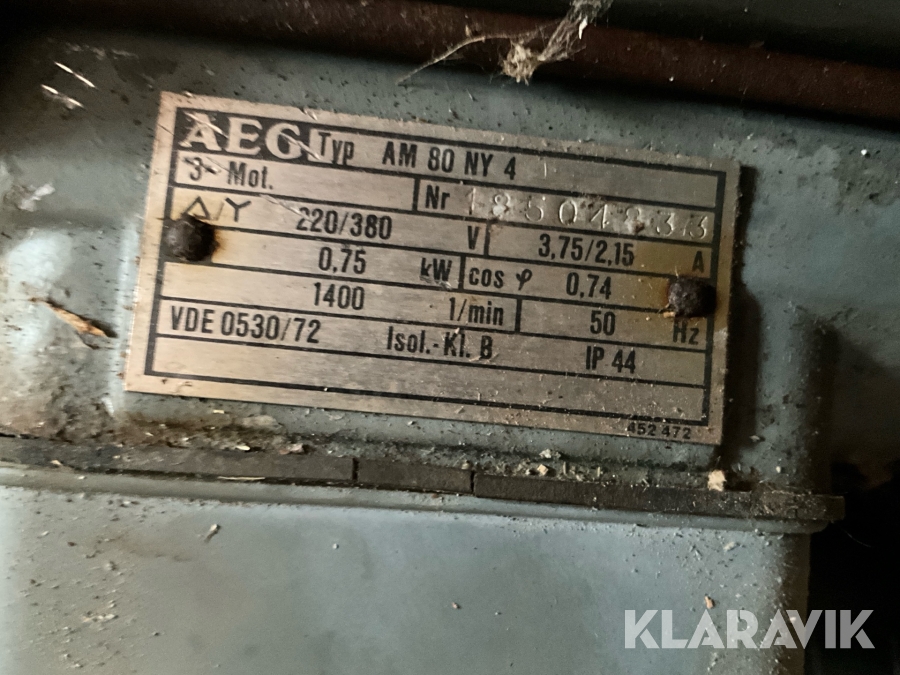 AEG Typ AM 80 NY 4
3~ Mot. Nr 18504833
△/Y 220/380 V 3,75/2,15 A
0,75 kW cos φ 0,74
1400 1/min 50 Hz
VDE 0530/72 Isol.-Kl. B IP 44
452 472
KLARAVIK